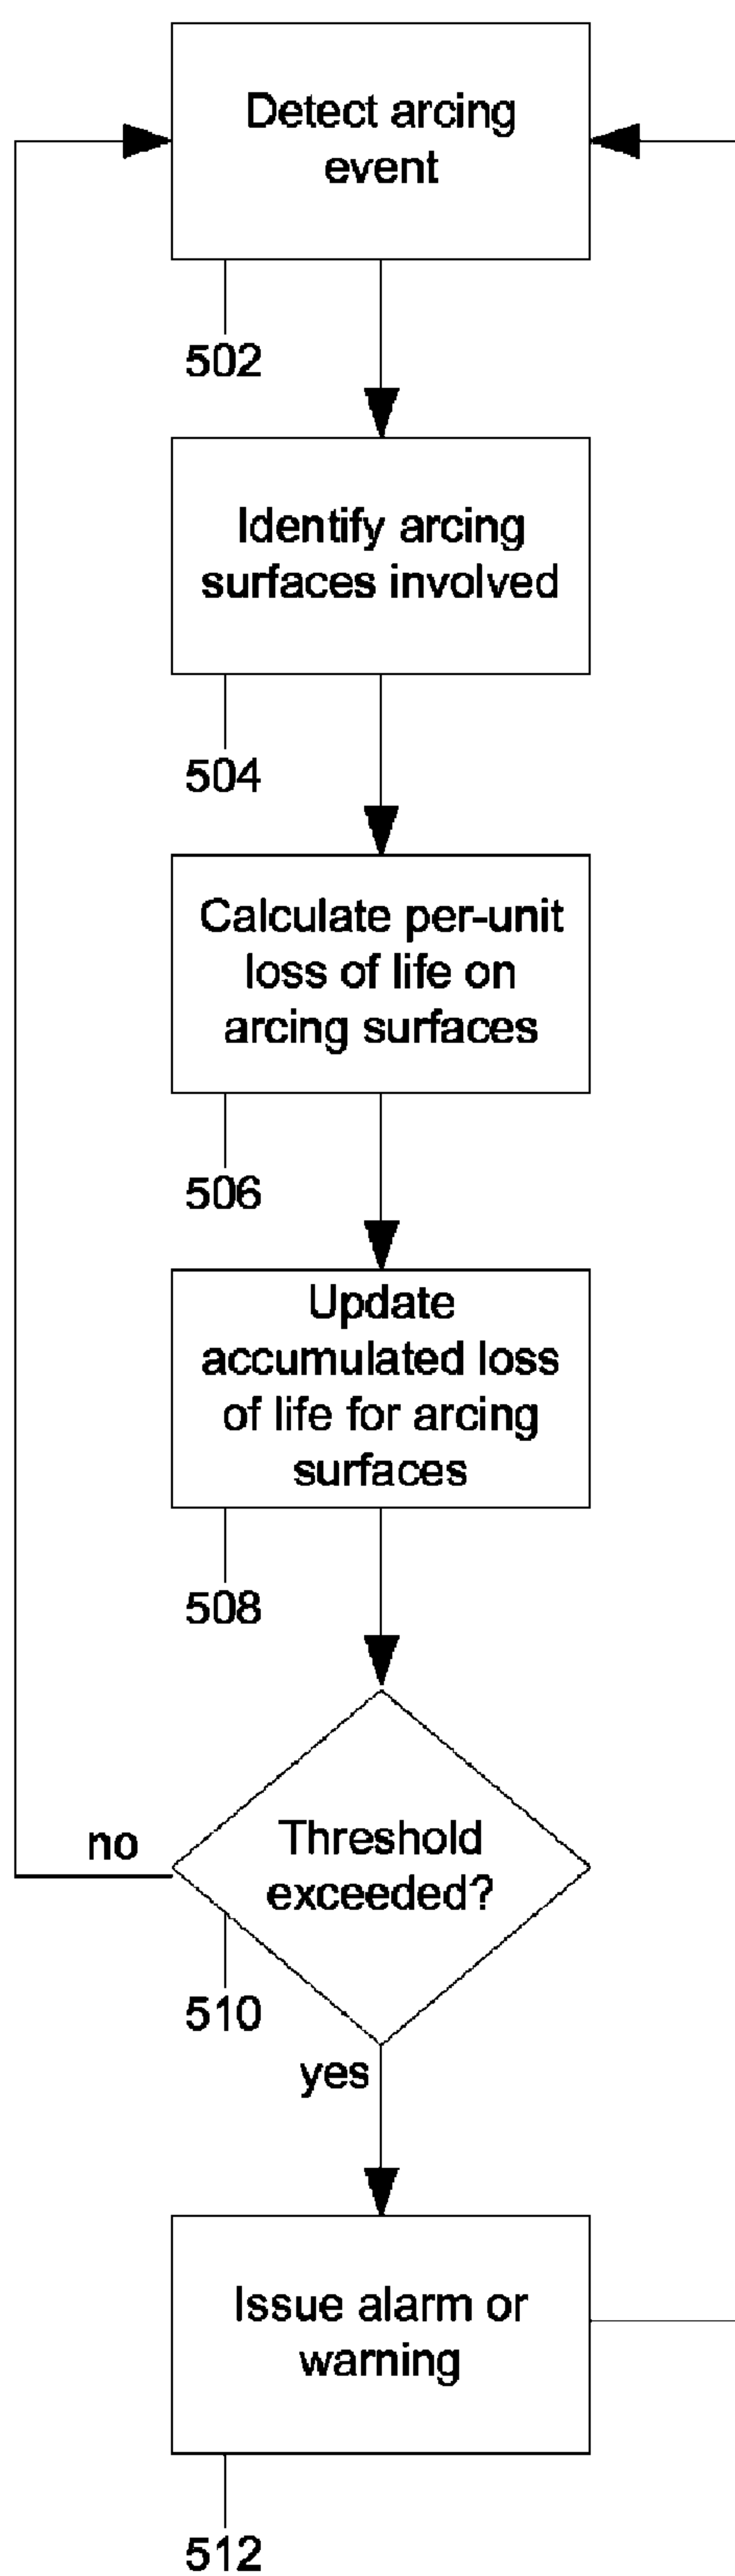 Detect arcing
event
502
Identify arcing
surfaces involved
504
Calculate per-unit
loss of life on
arcing surfaces
506
Update
accumulated loss
of life for arcing
surfaces
508
no
Threshold
exceeded?
510
yes
Issue alarm or
warning
512